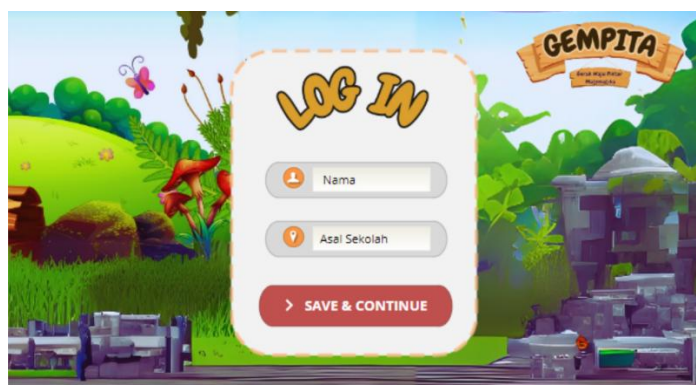 GEMPITA
LOG IN
Nama
Asal Sekolah
> SAVE & CONTINUE